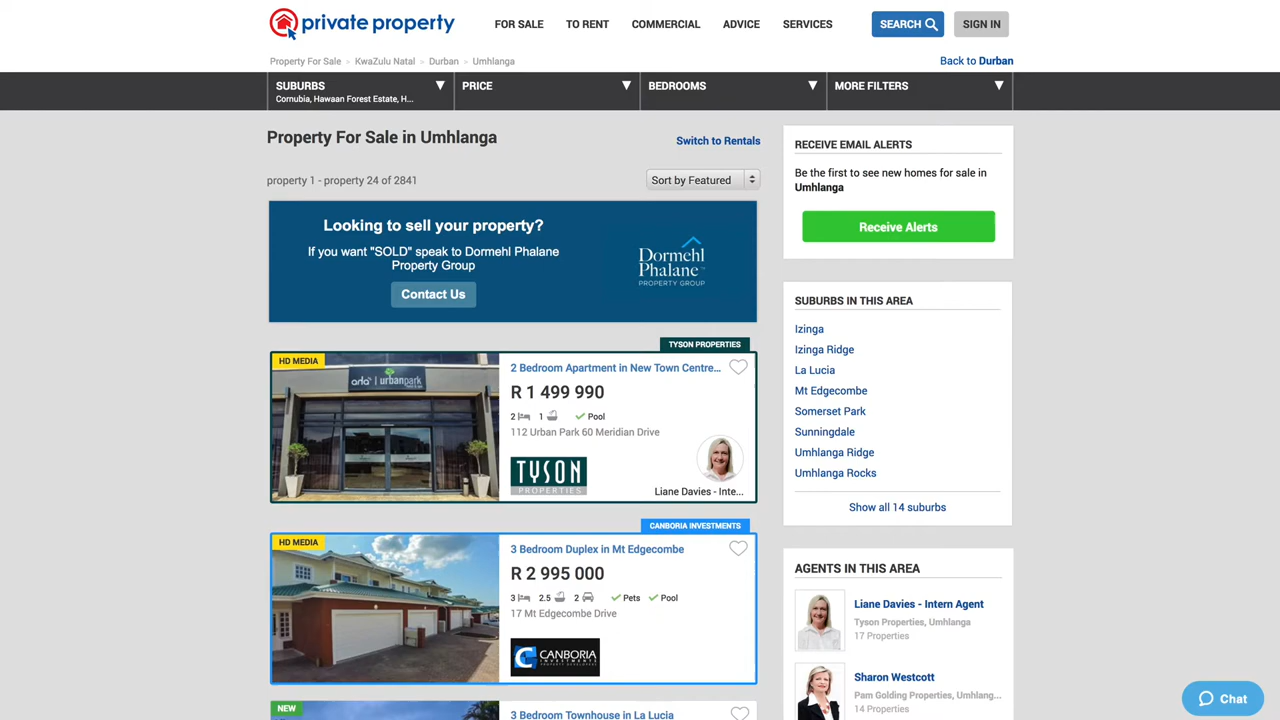 private property
FOR SALE
TO RENT
COMMERCIAL
ADVICE
SERVICES
SEARCH
SIGN IN
Property For Sale > KwaZulu Natal > Durban > Umhlanga
Back to Durban
SUBURBS
Cornubia, Hawaan Forest Estate, H...
PRICE
BEDROOMS
MORE FILTERS
Property For Sale in Umhlanga
Switch to Rentals
property 1 - property 24 of 2841
Sort by Featured
Looking to sell your property?
If you want "SOLD" speak to Dormehl Phalane
Property Group
Contact Us
Dormehl
Phalane™
PROPERTY GROUP
TYSON PROPERTIES
HD MEDIA
arto | urbanpark
2 Bedroom Apartment in New Town Centre...
R 1 499 990
2 1 Pool
112 Urban Park 60 Meridian Drive
TYSON
PROPERTIES
Liane Davies - Inte...
CANBORIA INVESTMENTS
HD MEDIA
3 Bedroom Duplex in Mt Edgecombe
R 2 995 000
3 2.5 2 Pets Pool
17 Mt Edgecombe Drive
CANBORIA
INVESTMENTS
NEW
3 Bedroom Townhouse in La Lucia
RECEIVE EMAIL ALERTS
Be the first to see new homes for sale in
Umhlanga
Receive Alerts
SUBURBS IN THIS AREA
Izinga
Izinga Ridge
La Lucia
Mt Edgecombe
Somerset Park
Sunningdale
Umhlanga Ridge
Umhlanga Rocks
Show all 14 suburbs
AGENTS IN THIS AREA
Liane Davies - Intern Agent
Tyson Properties, Umhlanga
17 Properties
Sharon Westcott
Pam Golding Properties, Umhlang...
14 Properties
Chat